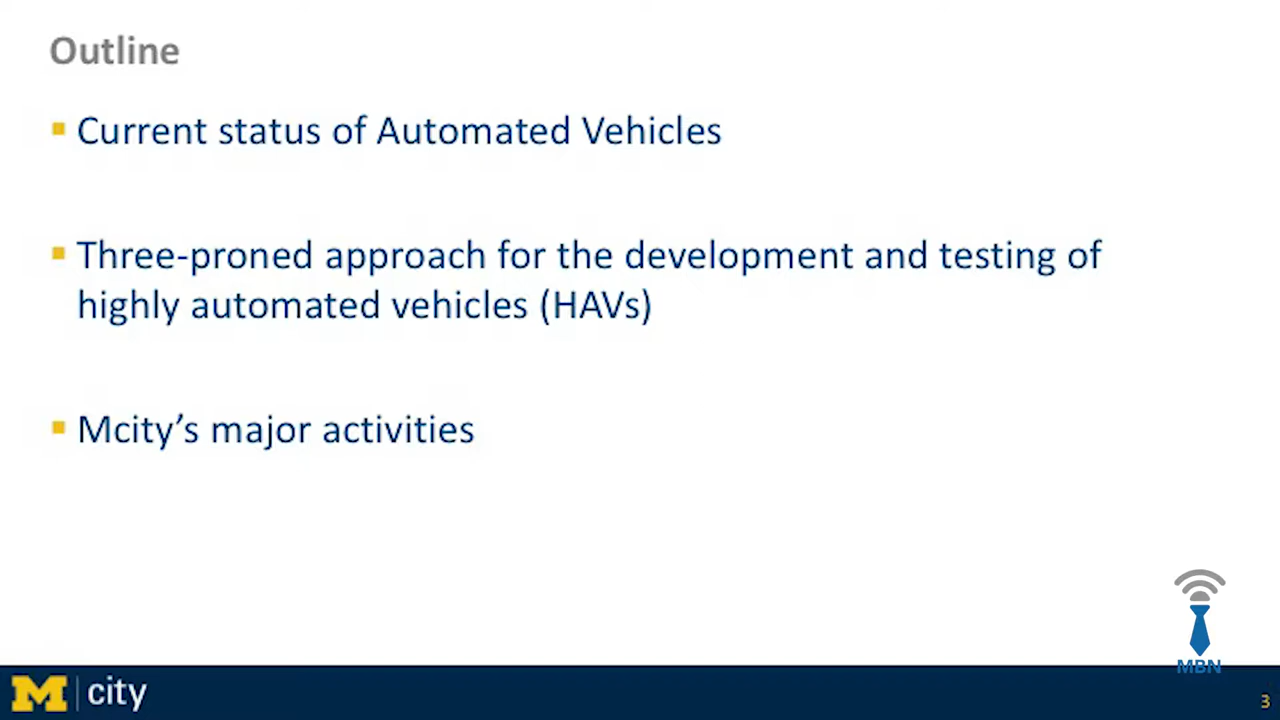 Outline
Current status of Automated Vehicles
Three-proned approach for the development and testing of
highly automated vehicles (HAVs)
Mcity’s major activities
MBN
M city
3